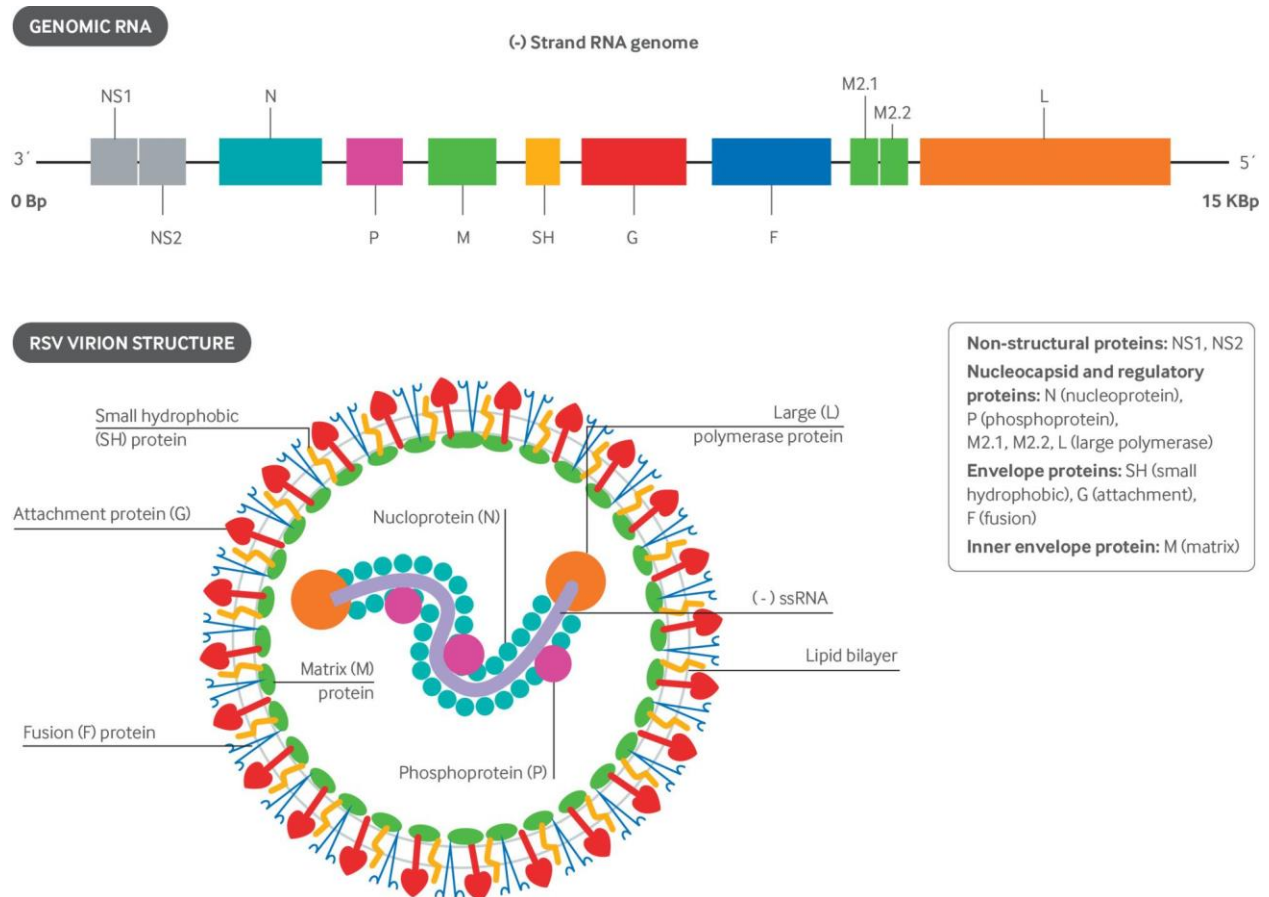 GENOMIC RNA
(-) Strand RNA genome
NS1
N
M2.1
M2.2
L
3´
5´
0 Bp
15 KBp
NS2
P
M
SH
G
F
RSV VIRION STRUCTURE
Small hydrophobic
(SH) protein
Attachment protein (G)
Nucloprotein (N)
Matrix (M)
protein
Fusion (F) protein
Phosphoprotein (P)
Large (L)
polymerase protein
(-) ssRNA
Lipid bilayer
Non-structural proteins: NS1, NS2
Nucleocapsid and regulatory
proteins: N (nucleoprotein),
P (phosphoprotein),
M2.1, M2.2, L (large polymerase)
Envelope proteins: SH (small
hydrophobic), G (attachment),
F (fusion)
Inner envelope protein: M (matrix)